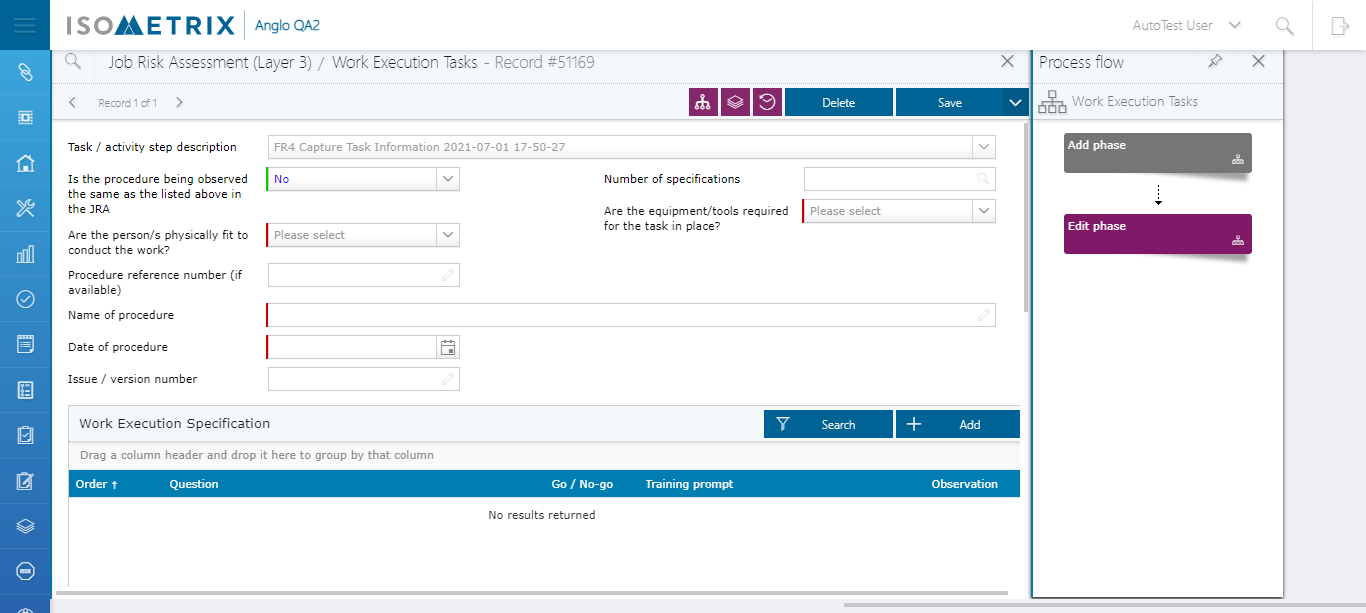 ISOMETRIX
Anglo QA2
AutoTest User
Job Risk Assessment (Layer 3) / Work Execution Tasks - Record #51169
Process flow
Record 1 of 1
Delete
Save
Work Execution Tasks
Task / activity step description
FR4 Capture Task Information 2021-07-01 17-50-27
Is the procedure being observed
the same as the listed above in
the JRA
No
Number of specifications
Are the equipment/tools required
for the task in place?
Please select
Are the person/s physically fit to
conduct the work?
Please select
Procedure reference number (if
available)
Name of procedure
Date of procedure
Issue / version number
Add phase
Edit phase
Work Execution Specification
Search
Add
Drag a column header and drop it here to group by that column
Order ↑ Question Go / No-go Training prompt Observation
No results returned
RISK